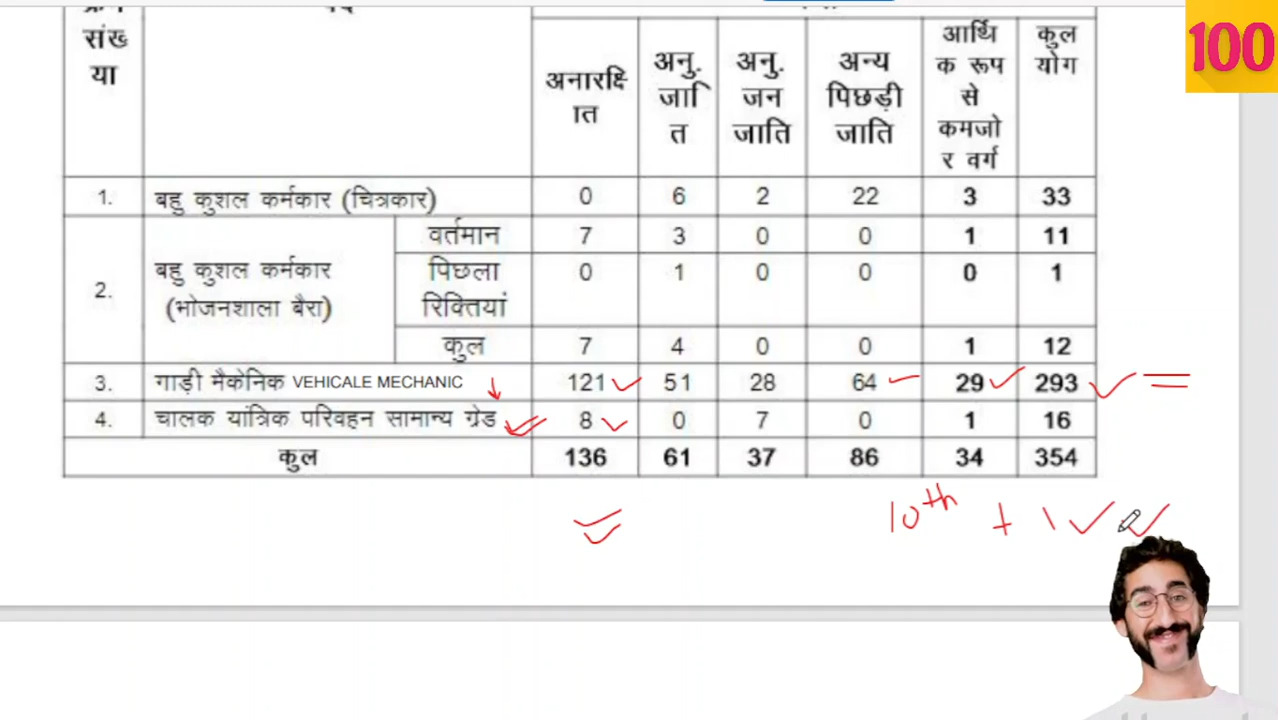 100
संख्या
अनारक्षित
अनु. जाति
अनु. जन जाति
अन्य पिछड़ी जाति
आर्थिक रूप से कमजोर वर्ग
कुल योग
1. बहु कुशल कर्मकार (चित्रकार) 0 6 2 22 3 33
2. बहु कुशल कर्मकार (भोजनशाला बैरा)
वर्तमान 7 3 0 0 1 11
पिछला रिक्तियां 0 1 0 0 0 1
कुल 7 4 0 0 1 12
3. गाड़ी मैकेनिक VEHICALE MECHANIC 121 51 28 64 29 293
4. चालक यांत्रिक परिवहन सामान्य ग्रेड 8 0 7 0 1 16
कुल 136 61 37 86 34 354
10th + 1